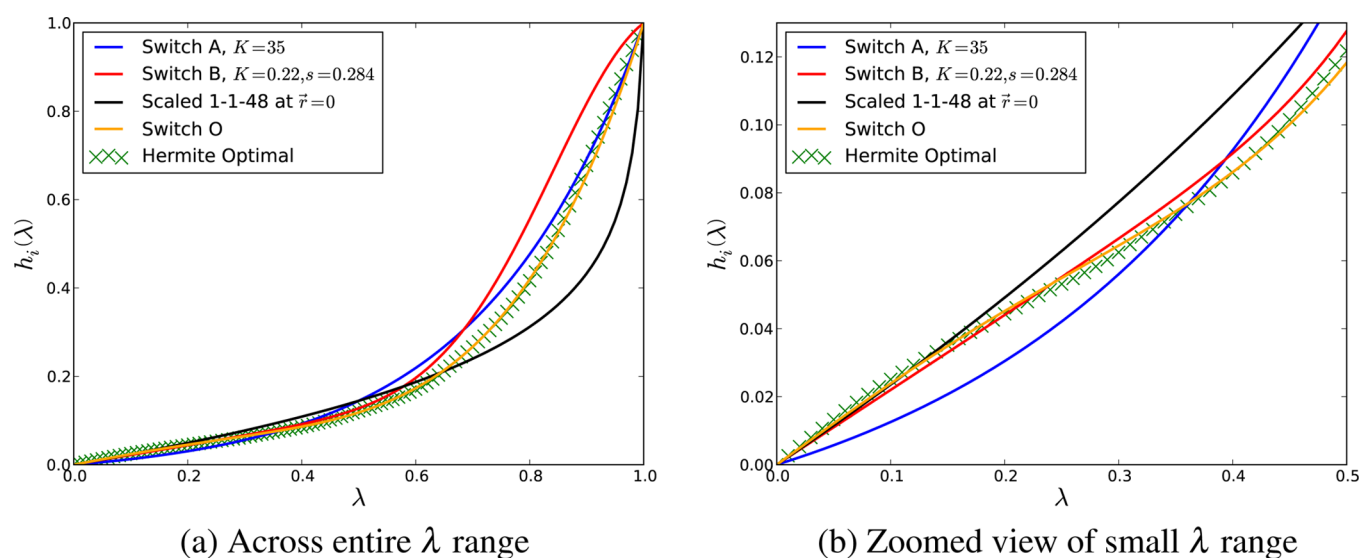 1.0
0.8
0.6
0.4
0.2
0.0
h_i(λ)
Switch A, K=35
Switch B, K=0.22,s=0.284
Scaled 1-1-48 at r⃗=0
Switch O
Hermite Optimal
0.0 0.2 0.4 0.6 0.8 1.0
λ
(a) Across entire λ range
0.12
0.10
0.08
0.06
0.04
0.02
0.00
h_i(λ)
Switch A, K=35
Switch B, K=0.22,s=0.284
Scaled 1-1-48 at r⃗=0
Switch O
Hermite Optimal
0.0 0.1 0.2 0.3 0.4 0.5
λ
(b) Zoomed view of small λ range